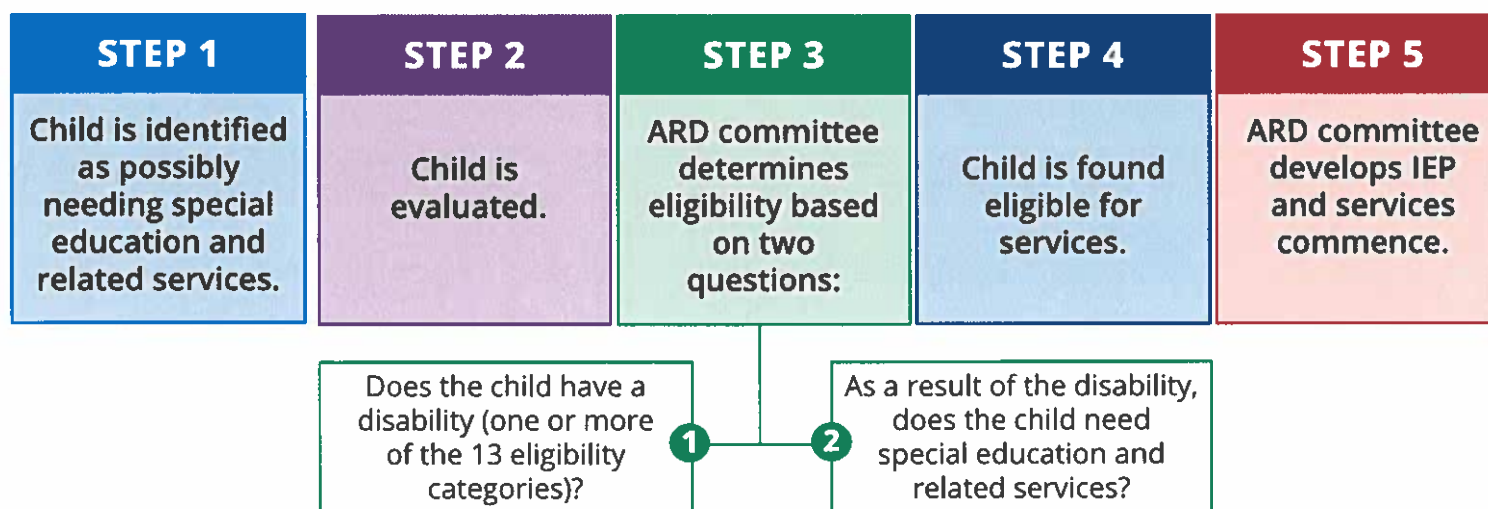 STEP 1
Child is identified
as possibly
needing special
education and
related services.
STEP 2
Child is
evaluated.
STEP 3
ARD committee
determines
eligibility based
on two
questions:
STEP 4
Child is found
eligible for
services.
STEP 5
ARD committee
develops IEP
and services
commence.
Does the child have a
disability (one or more
of the 13 eligibility
categories)?
1
2
As a result of the disability,
does the child need
special education and
related services?